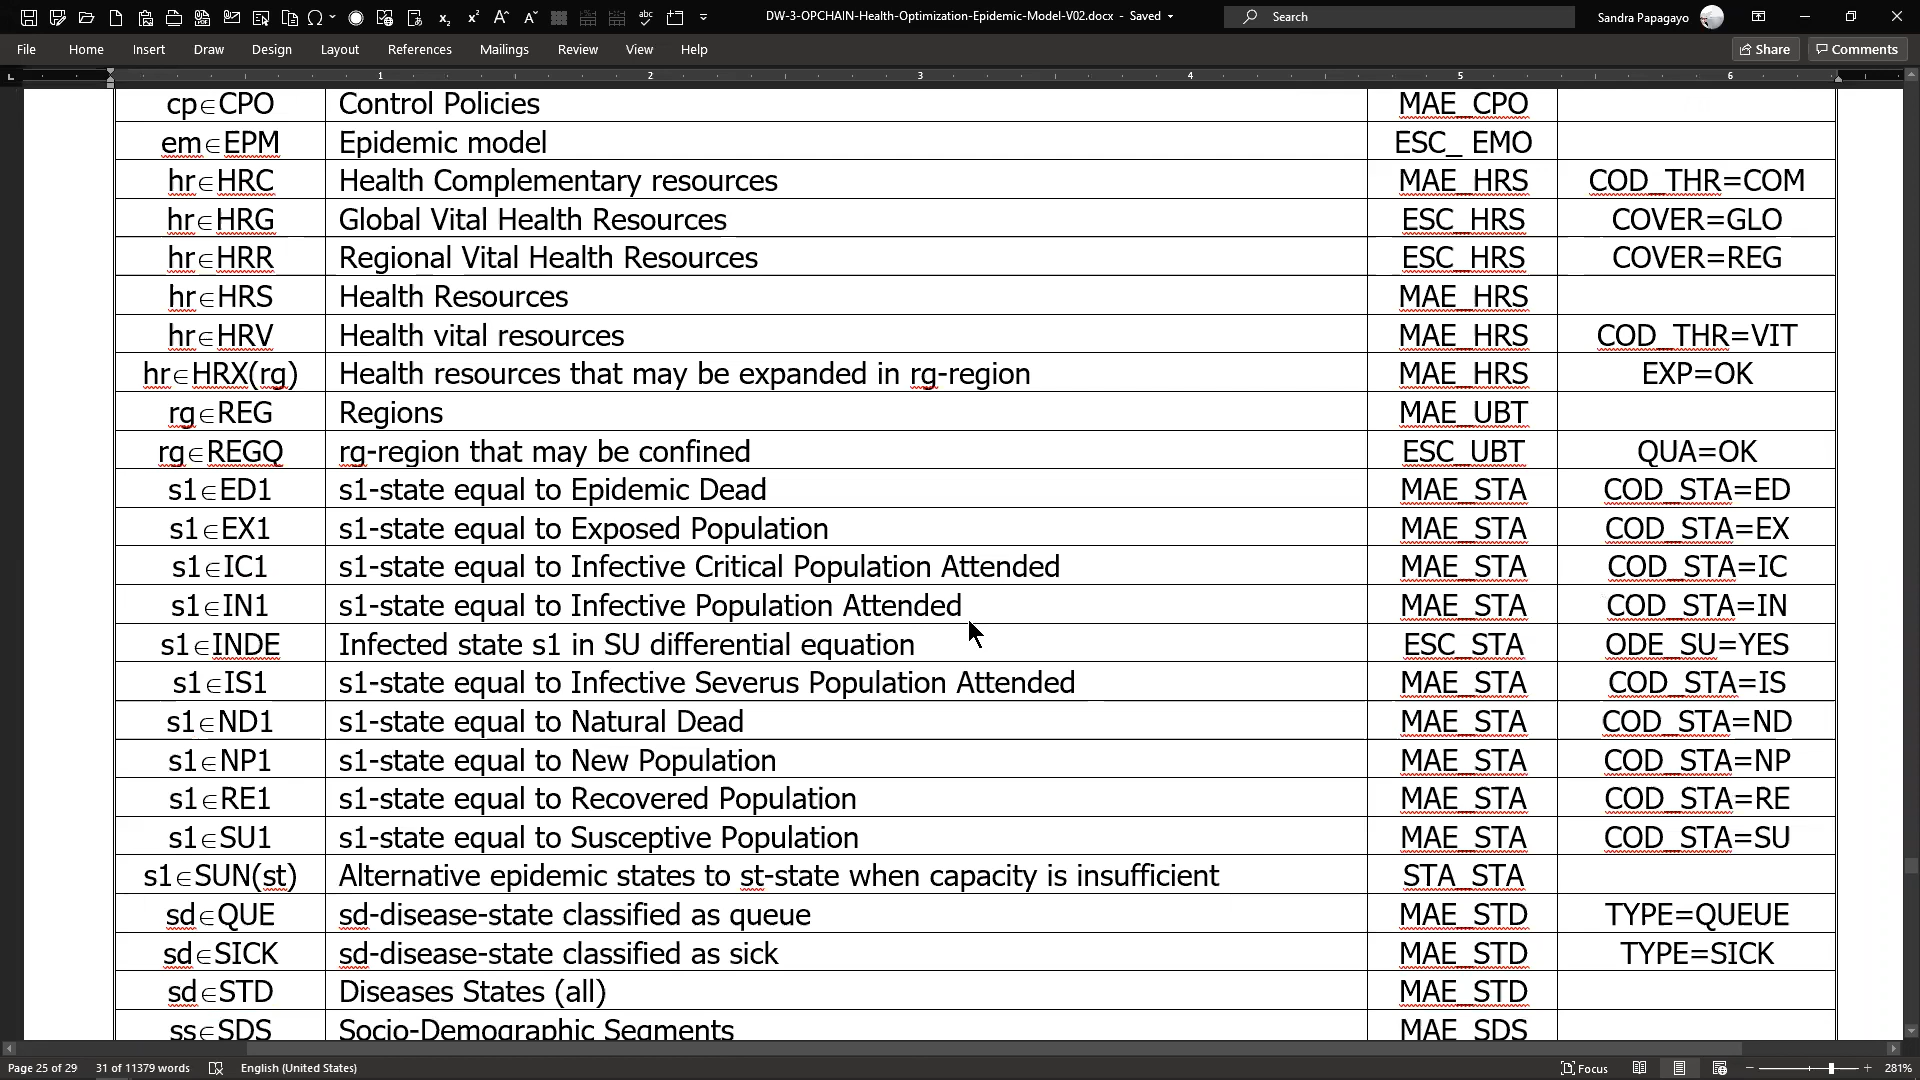 DW-3-OPCHAIN-Health-Optimization-Epidemic-Model-V02.docx - Saved
Search
Sandra Papagayo
File Home Insert Draw Design Layout References Mailings Review View Help
Share Comments
1 2 3 4 5 6
cp∈CPO Control Policies MAE_CPO
em∈EPM Epidemic model ESC_ EMO
hr∈HRC Health Complementary resources MAE_HRS COD_THR=COM
hr∈HRG Global Vital Health Resources ESC_HRS COVER=GLO
hr∈HRR Regional Vital Health Resources ESC_HRS COVER=REG
hr∈HRS Health Resources MAE_HRS
hr∈HRV Health vital resources MAE_HRS COD_THR=VIT
hr∈HRX(rg) Health resources that may be expanded in rg-region MAE_HRS EXP=OK
rg∈REG Regions MAE_UBT
rg∈REGQ rg-region that may be confined ESC_UBT QUA=OK
s1∈ED1 s1-state equal to Epidemic Dead MAE_STA COD_STA=ED
s1∈EX1 s1-state equal to Exposed Population MAE_STA COD_STA=EX
s1∈IC1 s1-state equal to Infective Critical Population Attended MAE_STA COD_STA=IC
s1∈IN1 s1-state equal to Infective Population Attended MAE_STA COD_STA=IN
s1∈INDE Infected state s1 in SU differential equation ESC_STA ODE_SU=YES
s1∈IS1 s1-state equal to Infective Severus Population Attended MAE_STA COD_STA=IS
s1∈ND1 s1-state equal to Natural Dead MAE_STA COD_STA=ND
s1∈NP1 s1-state equal to New Population MAE_STA COD_STA=NP
s1∈RE1 s1-state equal to Recovered Population MAE_STA COD_STA=RE
s1∈SU1 s1-state equal to Susceptive Population MAE_STA COD_STA=SU
s1∈SUN(st) Alternative epidemic states to st-state when capacity is insufficient STA_STA
sd∈QUE sd-disease-state classified as queue MAE_STD TYPE=QUEUE
sd∈SICK sd-disease-state classified as sick MAE_STD TYPE=SICK
sd∈STD Diseases States (all) MAE_STD
ss∈SDS Socio-Demographic Segments MAE_SDS
Page 25 of 29 31 of 11379 words English (United States) Focus 281%